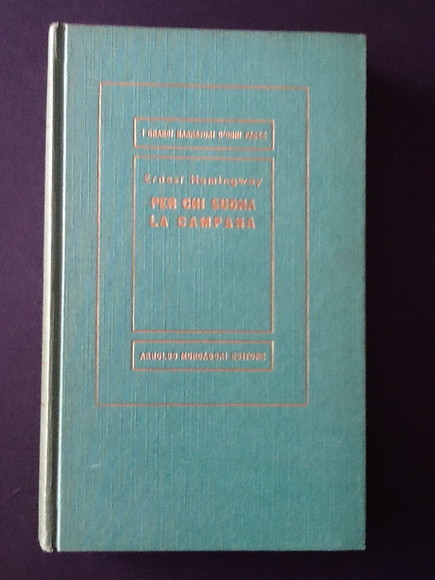 I GRANDI NARRATORI D'OGNI PAESE
Ernest Hemingway
PER CHI SUONA
LA CAMPANA
ARNOLDO MONDADORI EDITORE